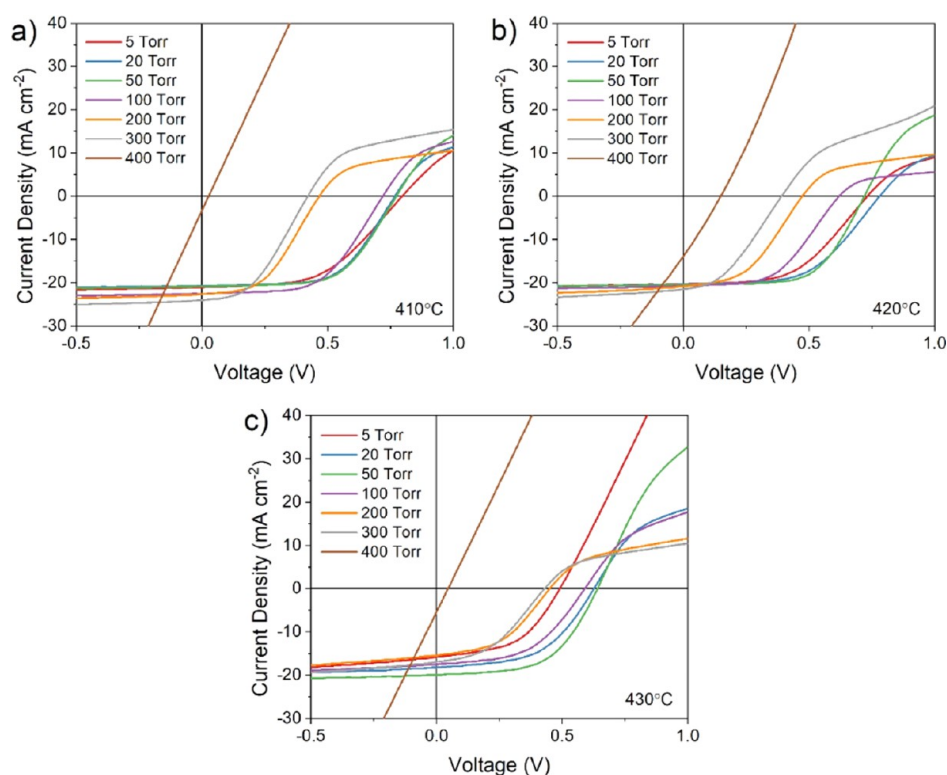 a)
40
30
20
10
0
-10
-20
-30
Current Density (mA cm⁻²)
5 Torr
20 Torr
50 Torr
100 Torr
200 Torr
300 Torr
400 Torr
410°C
-0.5
0.0
0.5
1.0
Voltage (V)
b)
40
30
20
10
0
-10
-20
-30
Current Density (mA cm⁻²)
5 Torr
20 Torr
50 Torr
100 Torr
200 Torr
300 Torr
400 Torr
420°C
-0.5
0.0
0.5
1.0
Voltage (V)
c)
40
30
20
10
0
-10
-20
-30
Current Density (mA cm⁻²)
5 Torr
20 Torr
50 Torr
100 Torr
200 Torr
300 Torr
400 Torr
430°C
-0.5
0.0
0.5
1.0
Voltage (V)